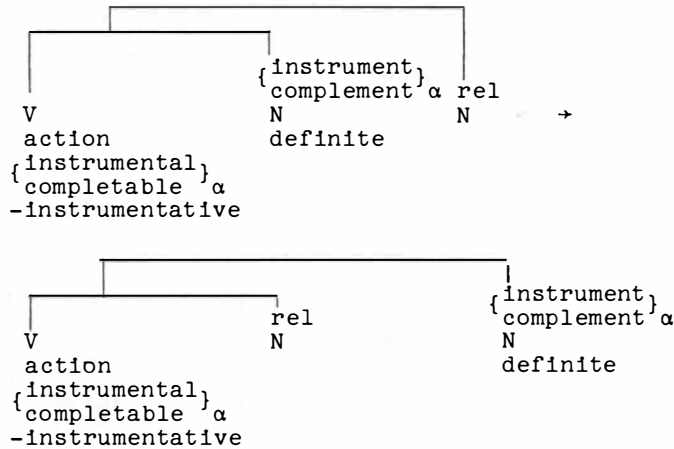 {instrument
complement}α rel
V N N →
action definite
{instrumental
completable}α
-instrumentative
rel {instrument
complement}α
V N N
action definite
{instrumental
completable}α
-instrumentative